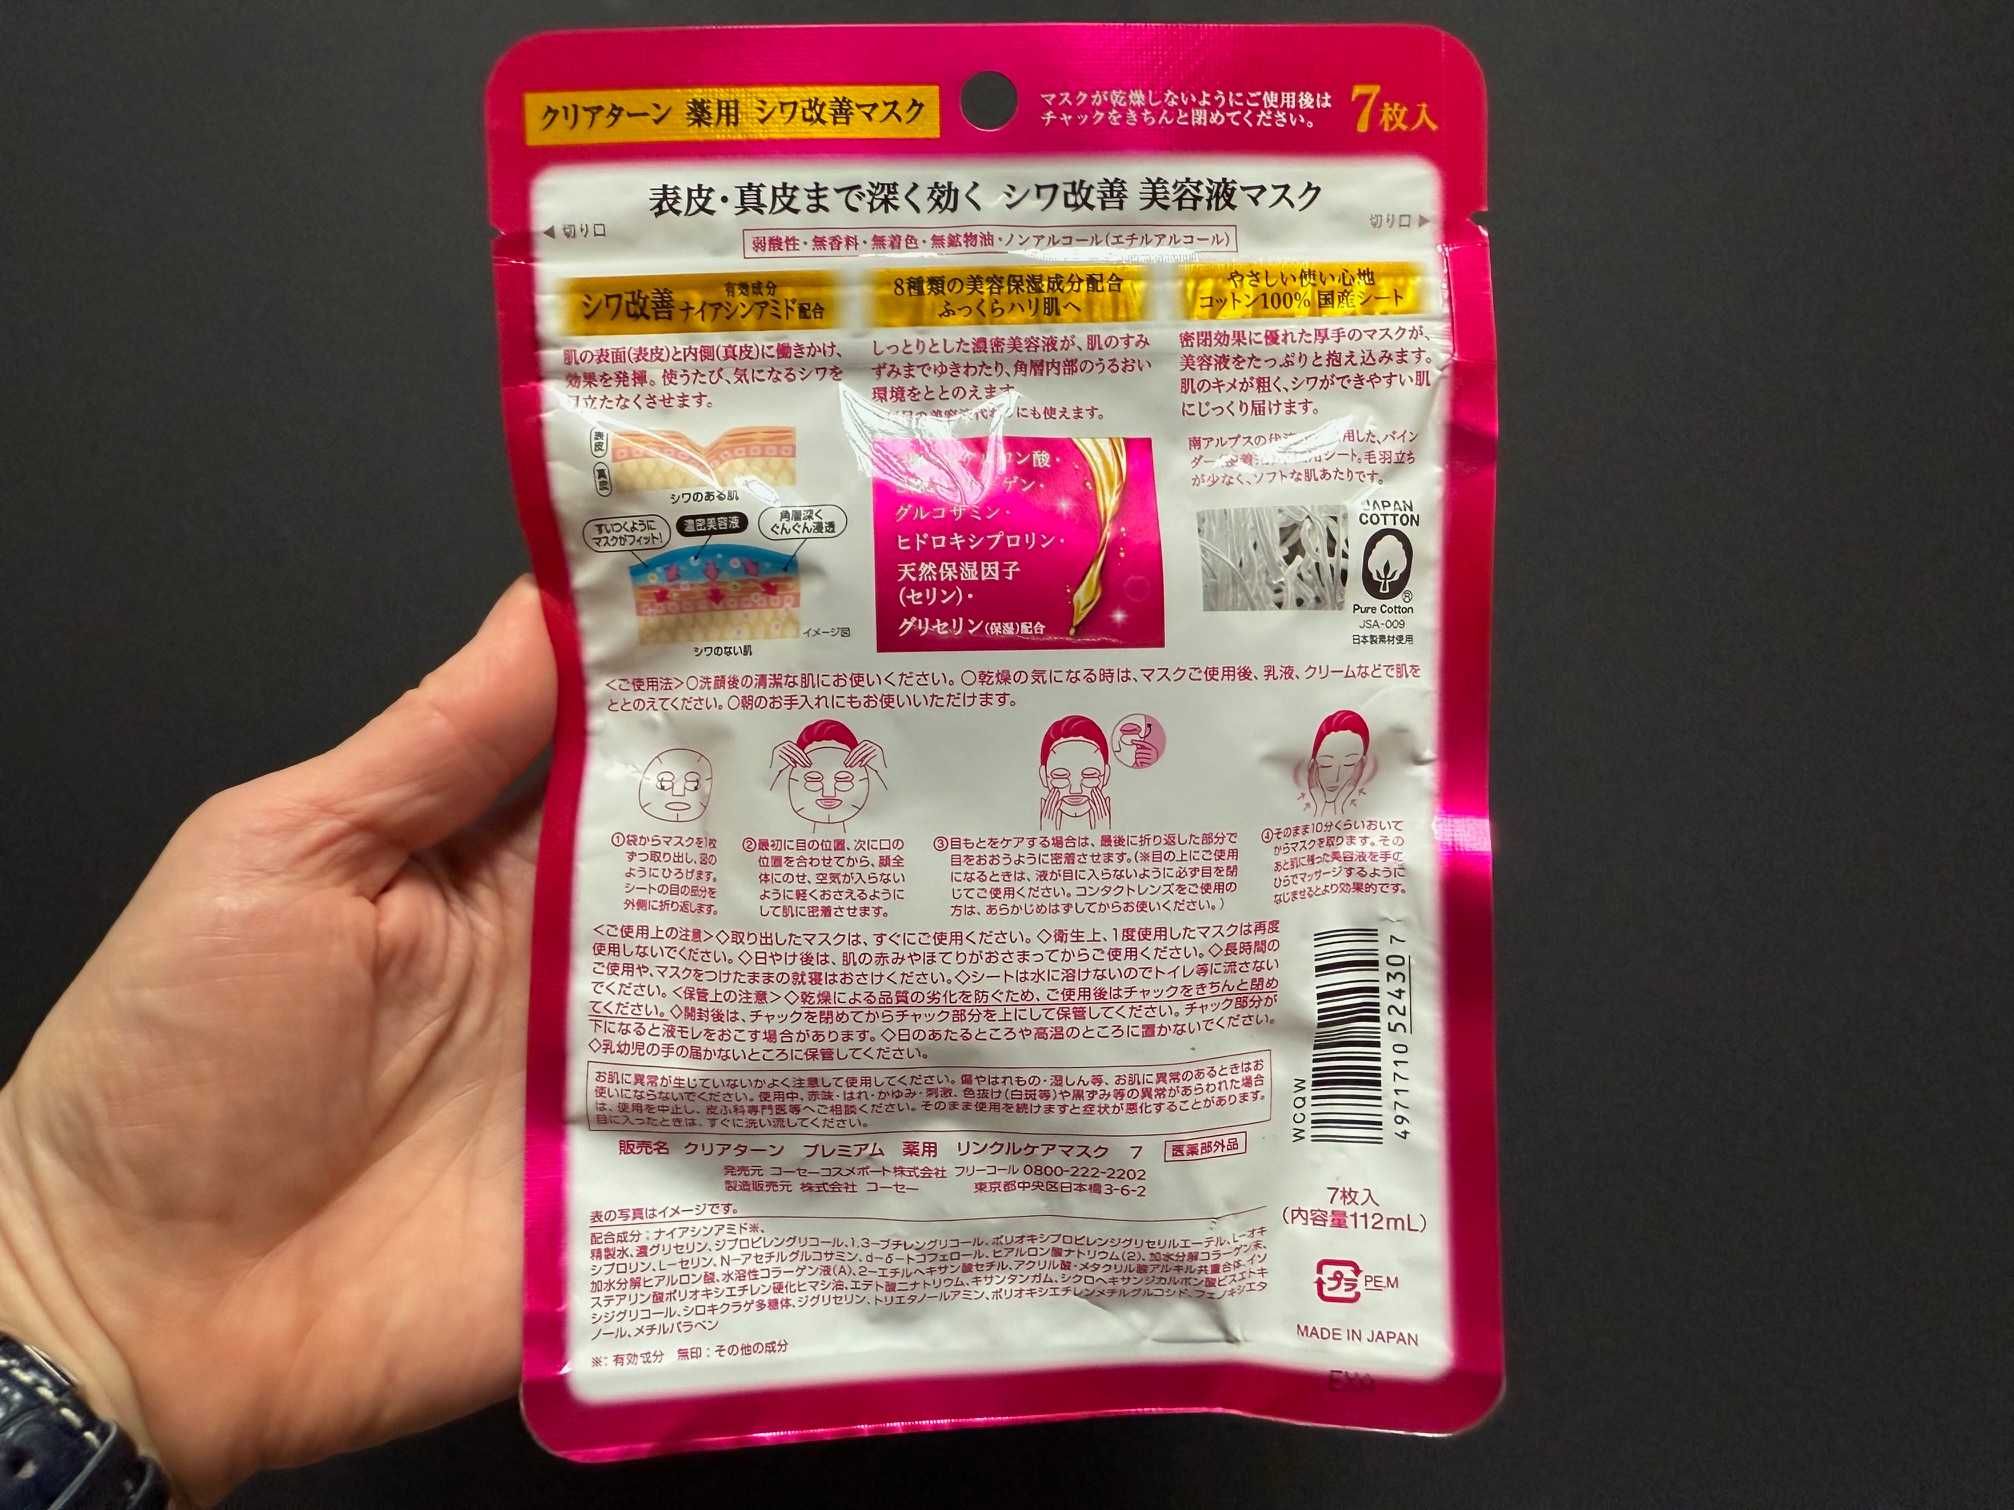 クリアターン 薬用 シワ改善マスク
マスクが乾燥しないようにご使用後は
チャックをきちんと閉めてください。
7枚入
表皮・真皮まで深く効く シワ改善 美容液マスク
◀切り口
切り口▶
弱酸性・無香料・無着色・無鉱物油・ノンアルコール(エチルアルコール)
シワ改善 有効成分 ナイアシンアミド配合
肌の表面(表皮)と内側(真皮)に働きかけ、
効果を発揮。使うたび、気になるシワを
目立たなくさせます。
表皮
真皮
シワのある肌
すいつくように
マスクがフィット!
濃密美容液
角層深く
ぐんぐん浸透
イメージ図
シワのない肌
8種類の美容保湿成分配合
ふっくらハリ肌へ
しっとりとした濃密美容液が、肌のすみ
ずみまでゆきわたり、角層内部のうるおい
環境をととのえます。
にも使えます。
ロン酸・
ゲン・
グルコサミン・
ヒドロキシプロリン・
天然保湿因子
(セリン)・
グリセリン(保湿)配合
やさしい使い心地
コットン100% 国産シート
密閉効果に優れた厚手のマスクが、
美容液をたっぷりと抱え込みます。
肌のキメが粗く、シワができやすい肌
にじっくり届けます。
南アルプスの 用した、バイン
ダー シート。毛羽立ち
が少なく、ソフトな肌あたりです。
JAPAN
COTTON
®
Pure Cotton
JSA-009
日本製素材使用
<ご使用法>○洗顔後の清潔な肌にお使いください。○乾燥の気になる時は、マスクご使用後、乳液、クリームなどで肌を
ととのえてください。○朝のお手入れにもお使いいただけます。
①袋からマスクを1枚
ずつ取り出し、図の
ようにひろげます。
シートの目の部分を
外側に折り返します。
②最初に目の位置、次に口の
位置を合わせてから、顔全
体にのせ、空気が入らない
ように軽くおさえるように
して肌に密着させます。
③目もとをケアする場合は、最後に折り返した部分で
目をおおうように密着させます。(※目の上にご使用
になるときは、液が目に入らないように必ず目を閉
じてご使用ください。コンタクトレンズをご使用の
方は、あらかじめはずしてからお使いください。)
④そのまま10分くらいおいて
からマスクを取ります。その
あと肌に残った美容液を手の
ひらでマッサージするように
なじませるとより効果的です。
<ご使用上の注意>◇取り出したマスクは、すぐにご使用ください。◇衛生上、1度使用したマスクは再度
使用しないでください。◇日やけ後は、肌の赤みやほてりがおさまってからご使用ください。◇長時間の
ご使用や、マスクをつけたままの就寝はおさけください。◇シートは水に溶けないのでトイレ等に流さない
でください。<保管上の注意>◇乾燥による品質の劣化を防ぐため、ご使用後はチャックをきちんと閉め
てください。◇開封後は、チャックを閉めてからチャック部分を上にして保管してください。チャック部分が
下になると液モレをおこす場合があります。◇日のあたるところや高温のところに置かないでください。
◇乳幼児の手の届かないところに保管してください。
お肌に異常が生じていないかよく注意して使用してください。傷やはれもの・湿しん等、お肌に異常のあるときはお
使いにならないでください。使用中、赤味・はれ・かゆみ・刺激、色抜け(白斑等)や黒ずみ等の異常があらわれた場合
は、使用を中止し、皮ふ科専門医等へご相談ください。そのまま使用を続けますと症状が悪化することがあります。
目に入ったときは、すぐに洗い流してください。
販売名 クリアターン プレミアム 薬用 リンクルケアマスク 7 医薬部外品
発売元 コーセーコスメポート株式会社 フリーコール 0800-222-2202
製造販売元 株式会社 コーセー 東京都中央区日本橋3-6-2
表の写真はイメージです。
配合成分:ナイアシンアミド※、
精製水、濃グリセリン、ジプロピレングリコール、1,3-ブチレングリコール、ポリオキシプロピレンジグリセリルエーテル、L-オキ
シプロリン、L-セリン、N-アセチルグルコサミン、d-δ-トコフェロール、ヒアルロン酸ナトリウム(2)、加水分解コラーゲン末、
加水分解ヒアルロン酸、水溶性コラーゲン液(A)、2-エチルヘキサン酸セチル、アクリル酸・メタクリル酸アルキル共重合体、イソ
ステアリン酸ポリオキシエチレン硬化ヒマシ油、エデト酸二ナトリウム、キサンタンガム、シクロヘキサンジカルボン酸ビスエトキ
シジグリコール、シロキクラゲ多糖体、ジグリセリン、トリエタノールアミン、ポリオキシエチレンメチルグルコシド、フェノキシエタ
ノール、メチルパラベン
※:有効成分 無印:その他の成分
WCQW
4971710 524307
7枚入
(内容量112mL)
プラ PE,M
MADE IN JAPAN